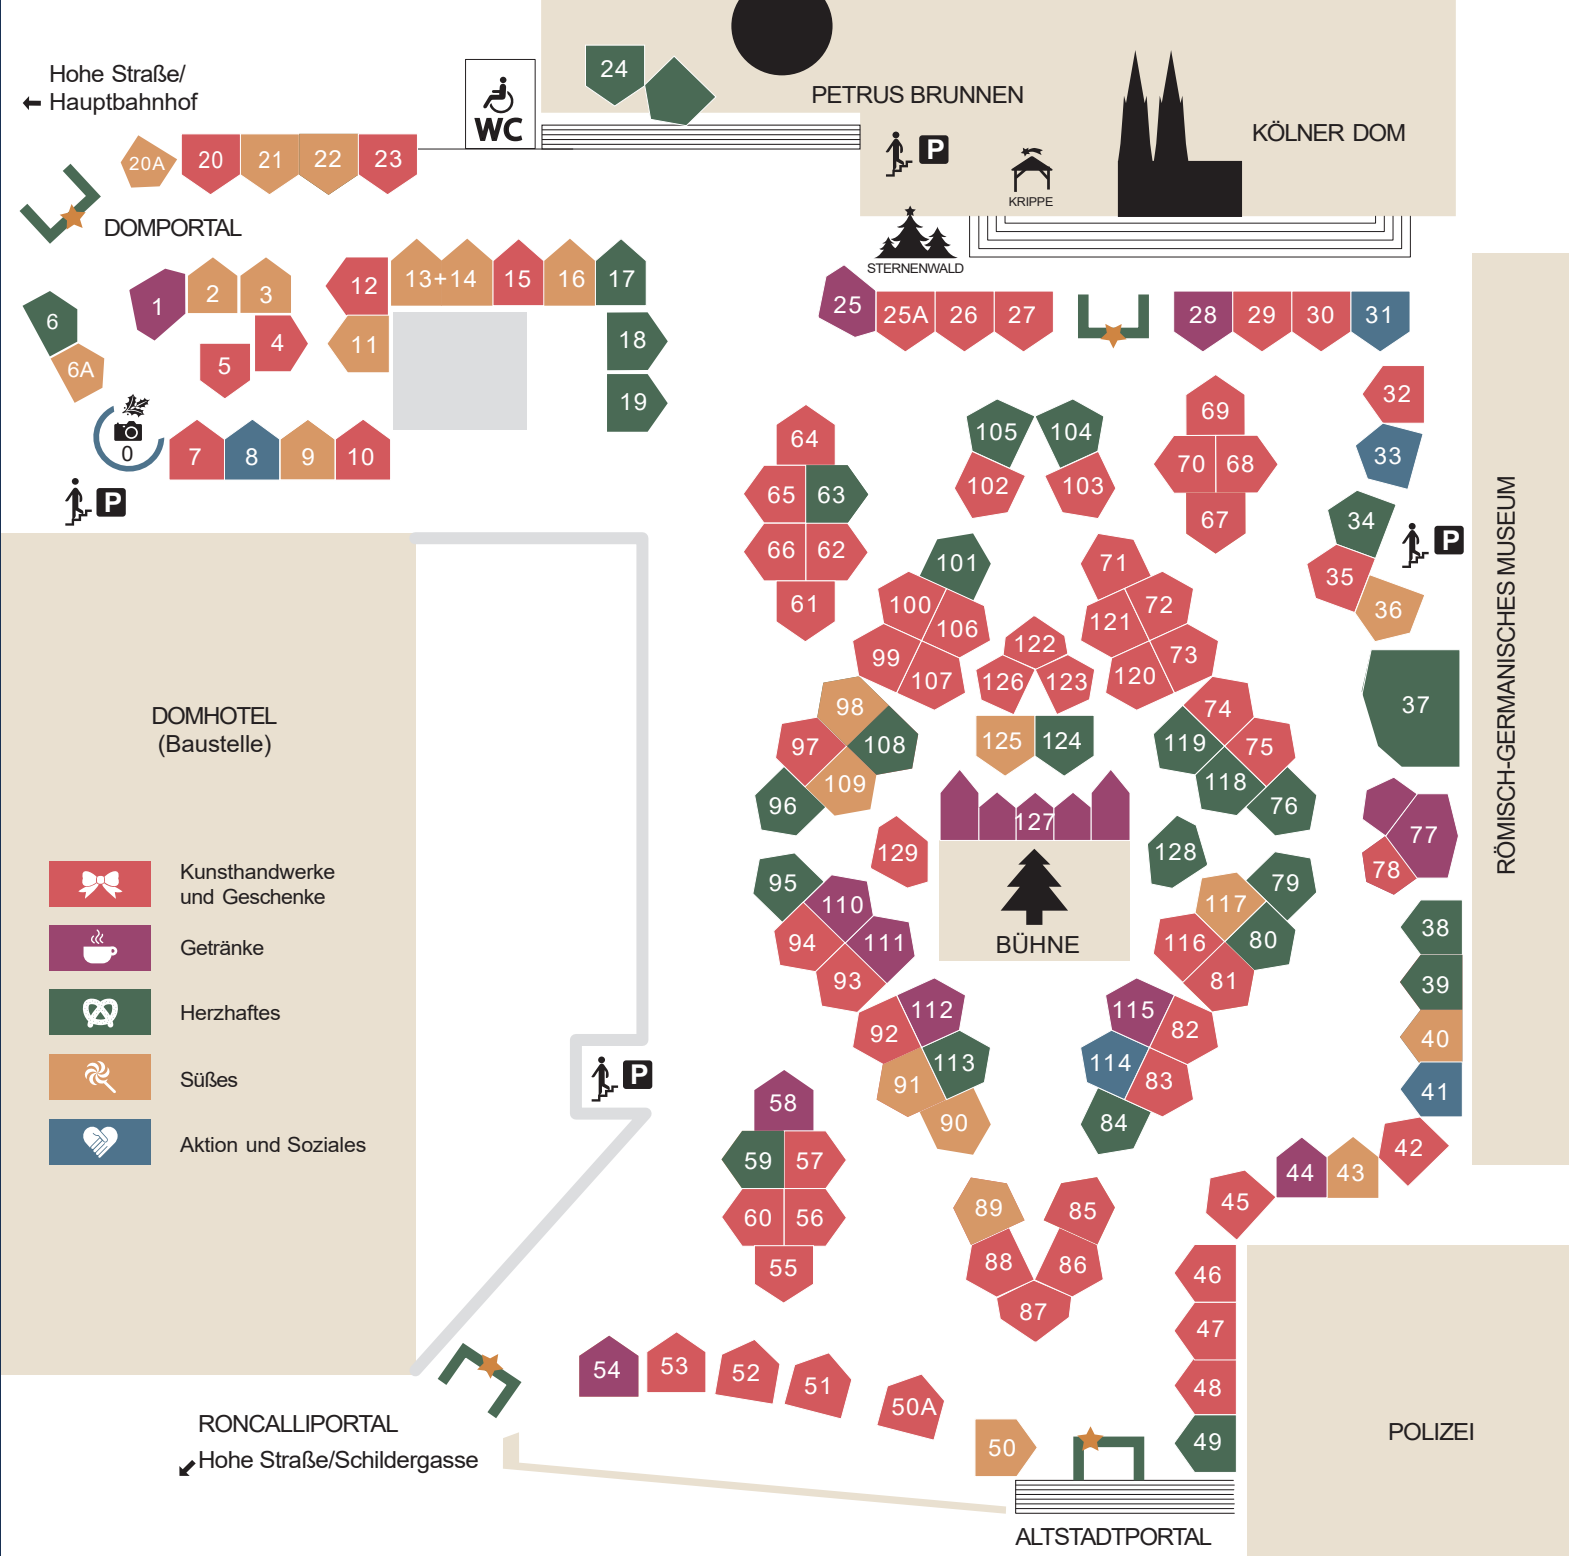 Hohe Straße/
Hauptbahnhof
WC
24
PETRUS BRUNNEN
KÖLNER DOM
P
KRIPPE
STERNENWALD
20A 20 21 22 23
DOMPORTAL
1 2 3 12 13+14 15 16 17
6 6A 5 4 11 18 19
0 7 8 9 10
P
25 25A 26 27 28 29 30 31
32
33
34
35
36
P
37
77
78
38
39
40
41
42
44 43
45
RÖMISCH-GERMANISCHES MUSEUM
64
65 63
66 62
61
105 104
102 103
69
70 68
67
101
100 106
99 107
71
121 72
120 73
122
126 123
125 124
98
97 108
109
96
74
119 75
118 76
127
129
128
BÜHNE
95
110
94 111
93
79
117
116 80
81
112
92
113
91
90
115
82
114
83
84
58
59 57
60 56
55
89 85
88 86
87
46
47
48
49
54 53 52 51 50A
50
P
DOMHOTEL
(Baustelle)
Kunsthandwerke
und Geschenke
Getränke
Herzhaftes
Süßes
Aktion und Soziales
RONCALLIPORTAL
Hohe Straße/Schildergasse
POLIZEI
ALTSTADTPORTAL